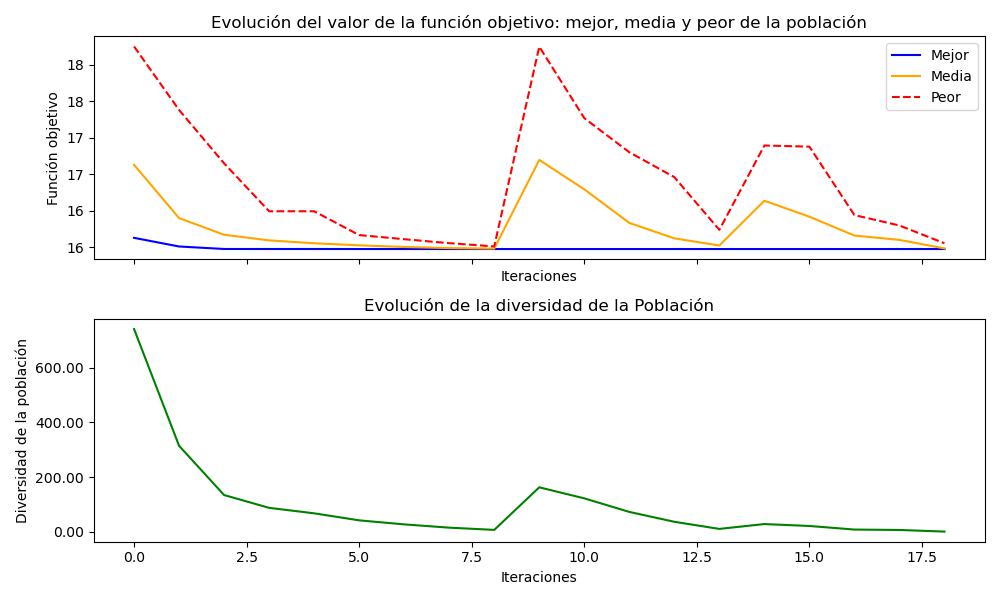 Evolución del valor de la función objetivo: mejor, media y peor de la población
Función objetivo
18
18
17
17
16
16
Mejor
Media
Peor
Iteraciones
Evolución de la diversidad de la Población
Diversidad de la población
600.00
400.00
200.00
0.00
0.0 2.5 5.0 7.5 10.0 12.5 15.0 17.5
Iteraciones